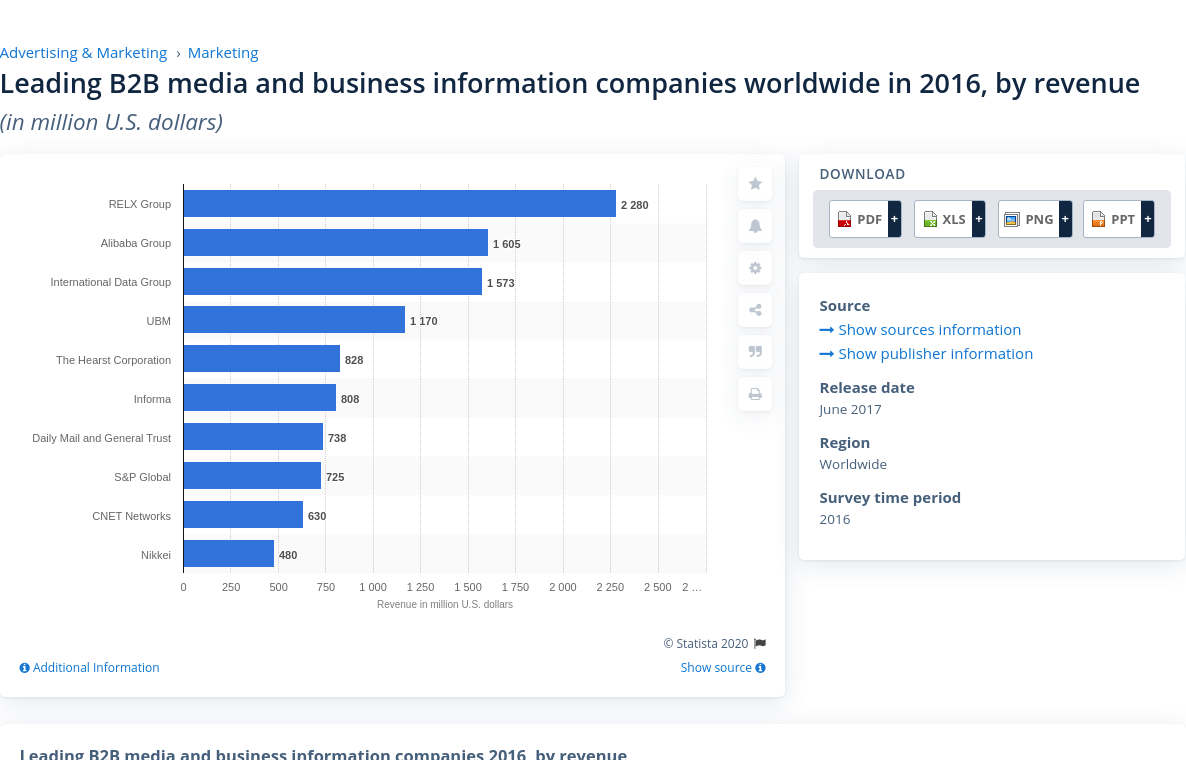 Advertising & Marketing › Marketing
Leading B2B media and business information companies worldwide in 2016, by revenue
(in million U.S. dollars)
RELX Group 2 280
Alibaba Group 1 605
International Data Group 1 573
UBM 1 170
The Hearst Corporation 828
Informa 808
Daily Mail and General Trust 738
S&P Global 725
CNET Networks 630
Nikkei 480
0 250 500 750 1 000 1 250 1 500 1 750 2 000 2 250 2 500 2 ...
Revenue in million U.S. dollars
© Statista 2020
Additional Information
Show source
DOWNLOAD
PDF + XLS + PNG + PPT +
Source
Show sources information
Show publisher information
Release date
June 2017
Region
Worldwide
Survey time period
2016
Leading B2B media and business information companies 2016, by revenue